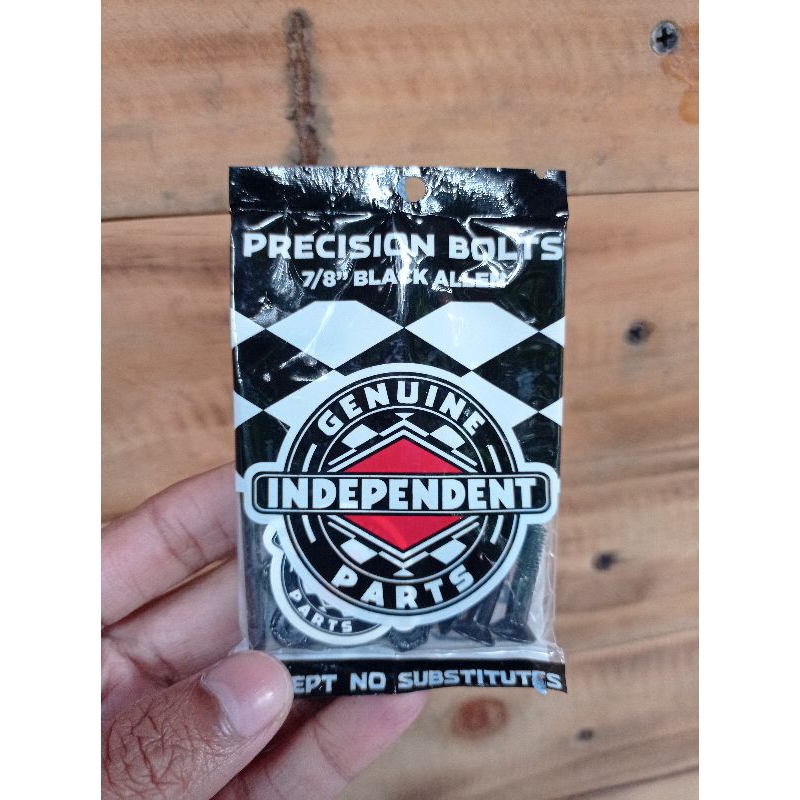 PRECISION BOLTS
7/8” BLACK ALLEN
GENUINE
INDEPENDENT
PARTS
PARTS
EPT NO SUBSTITUTES